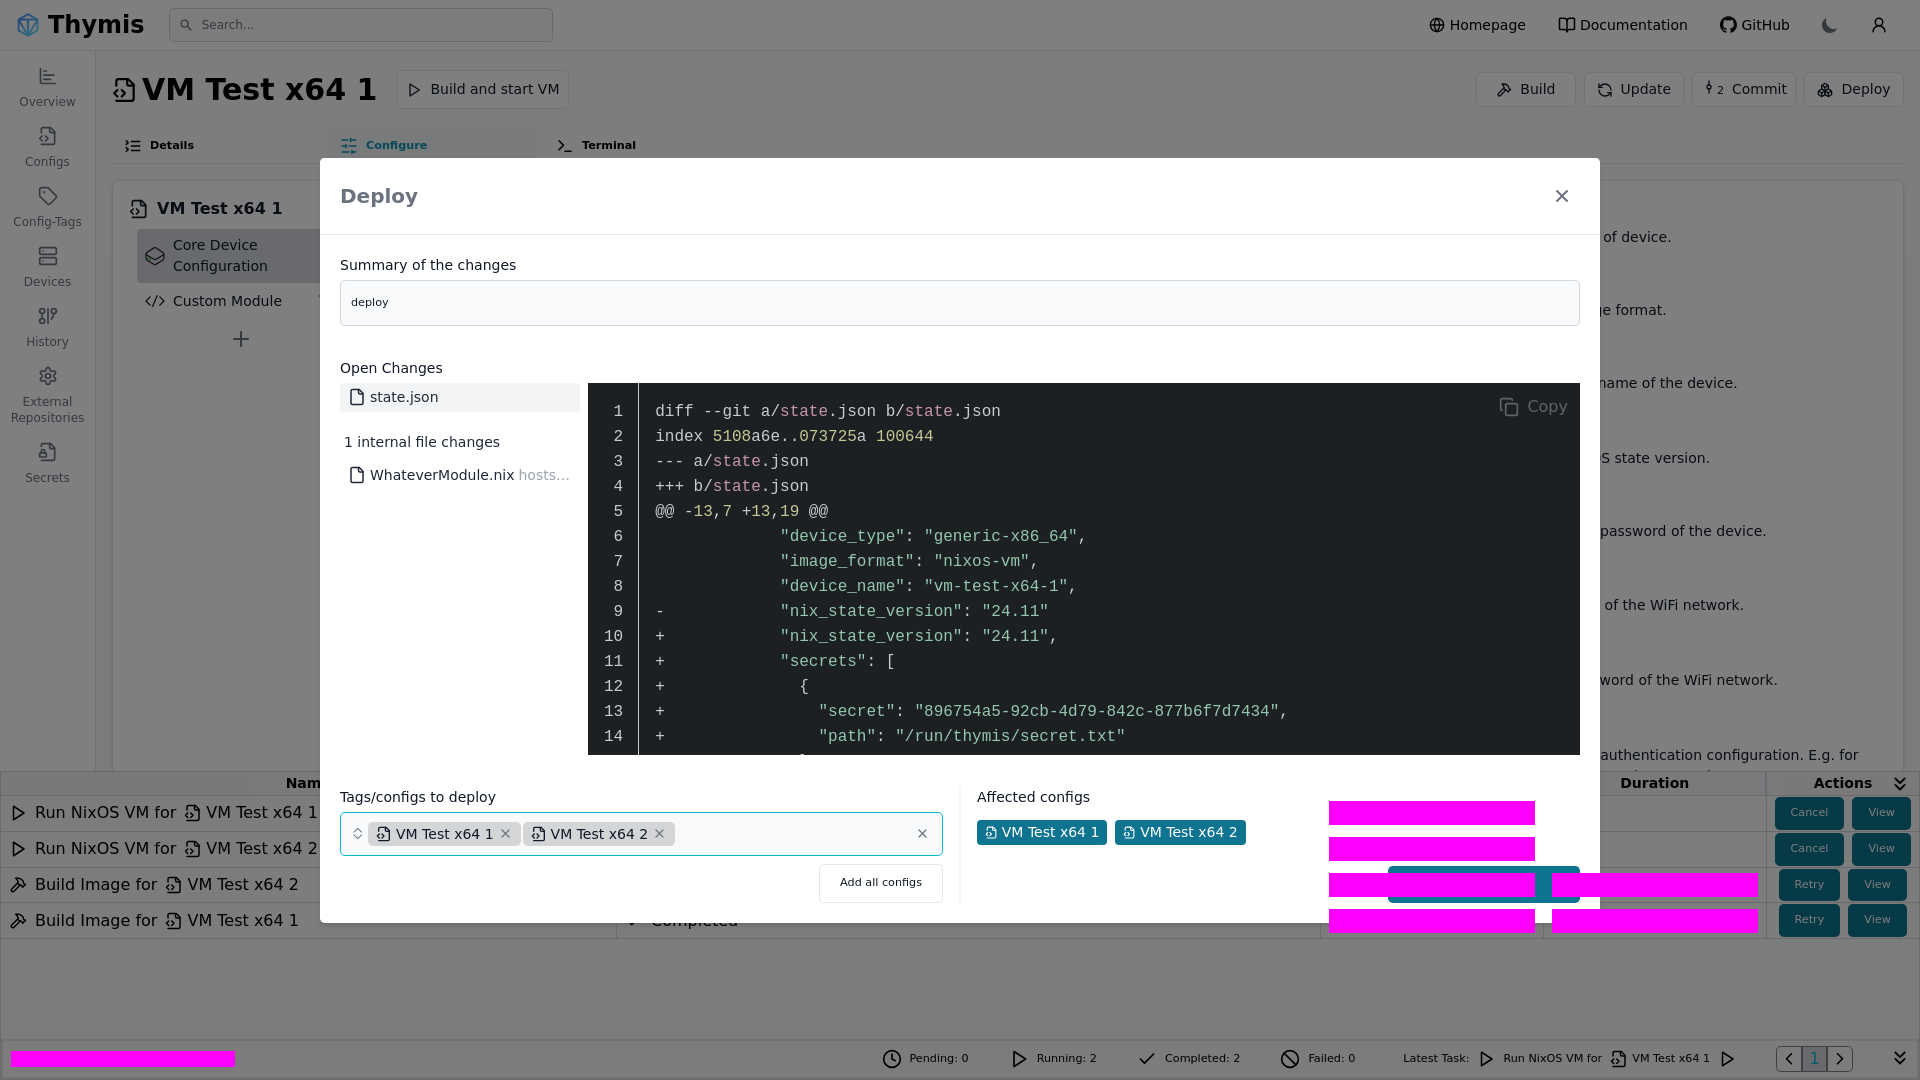 Thymis
Search...
Homepage
Documentation
GitHub
Overview
Configs
Config-Tags
Devices
History
External
Repositories
Secrets
VM Test x64 1
Build and start VM
Build
Update
2 Commit
Deploy
Details
Configure
Terminal
VM Test x64 1
Core Device
Configuration
Custom Module
of device.
ge format.
name of the device.
S state version.
password of the device.
of the WiFi network.
word of the WiFi network.
authentication configuration. E.g. for
Deploy
Summary of the changes
deploy
Open Changes
state.json
1 internal file changes
WhateverModule.nix hosts...
Copy
1 diff --git a/state.json b/state.json
2 index 5108a6e..073725a 100644
3 --- a/state.json
4 +++ b/state.json
5 @@ -13,7 +13,19 @@
6 "device_type": "generic-x86_64",
7 "image_format": "nixos-vm",
8 "device_name": "vm-test-x64-1",
9 - "nix_state_version": "24.11"
10 + "nix_state_version": "24.11",
11 + "secrets": [
12 + {
13 + "secret": "896754a5-92cb-4d79-842c-877b6f7d7434",
14 + "path": "/run/thymis/secret.txt"
Tags/configs to deploy
VM Test x64 1
VM Test x64 2
Add all configs
Affected configs
VM Test x64 1
VM Test x64 2
Duration
Actions
Run NixOS VM for VM Test x64 1
Cancel View
Run NixOS VM for VM Test x64 2
Cancel View
Build Image for VM Test x64 2
Retry View
Build Image for VM Test x64 1
Completed
Retry View
Pending: 0
Running: 2
Completed: 2
Failed: 0
Latest Task:
Run NixOS VM for VM Test x64 1
1